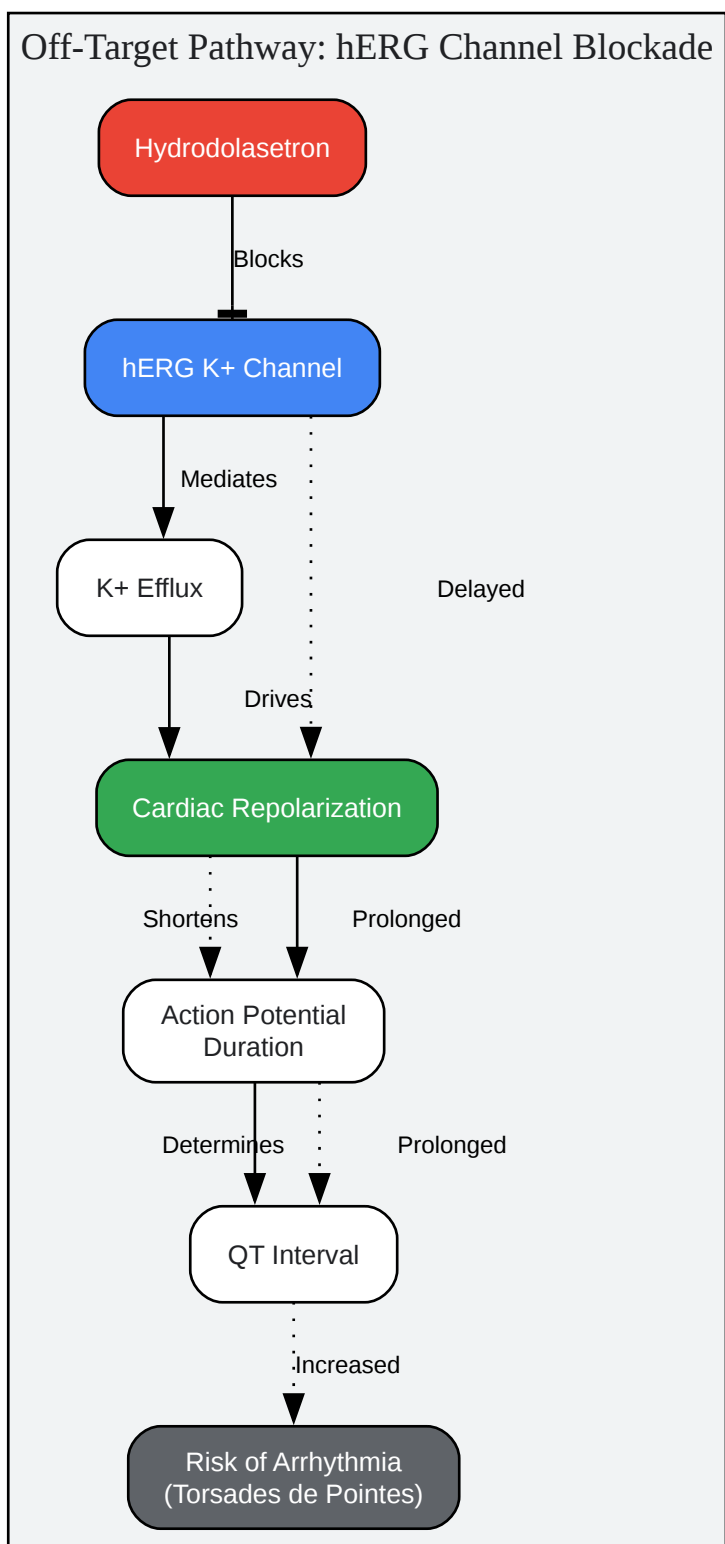 Off-Target Pathway: hERG Channel Blockade
Hydrodolasetron
Blocks
hERG K+ Channel
Mediates
K+ Efflux
Delayed
Drives
Cardiac Repolarization
Shortens
Prolonged
Action Potential
Duration
Determines
Prolonged
QT Interval
Increased
Risk of Arrhythmia
(Torsades de Pointes)